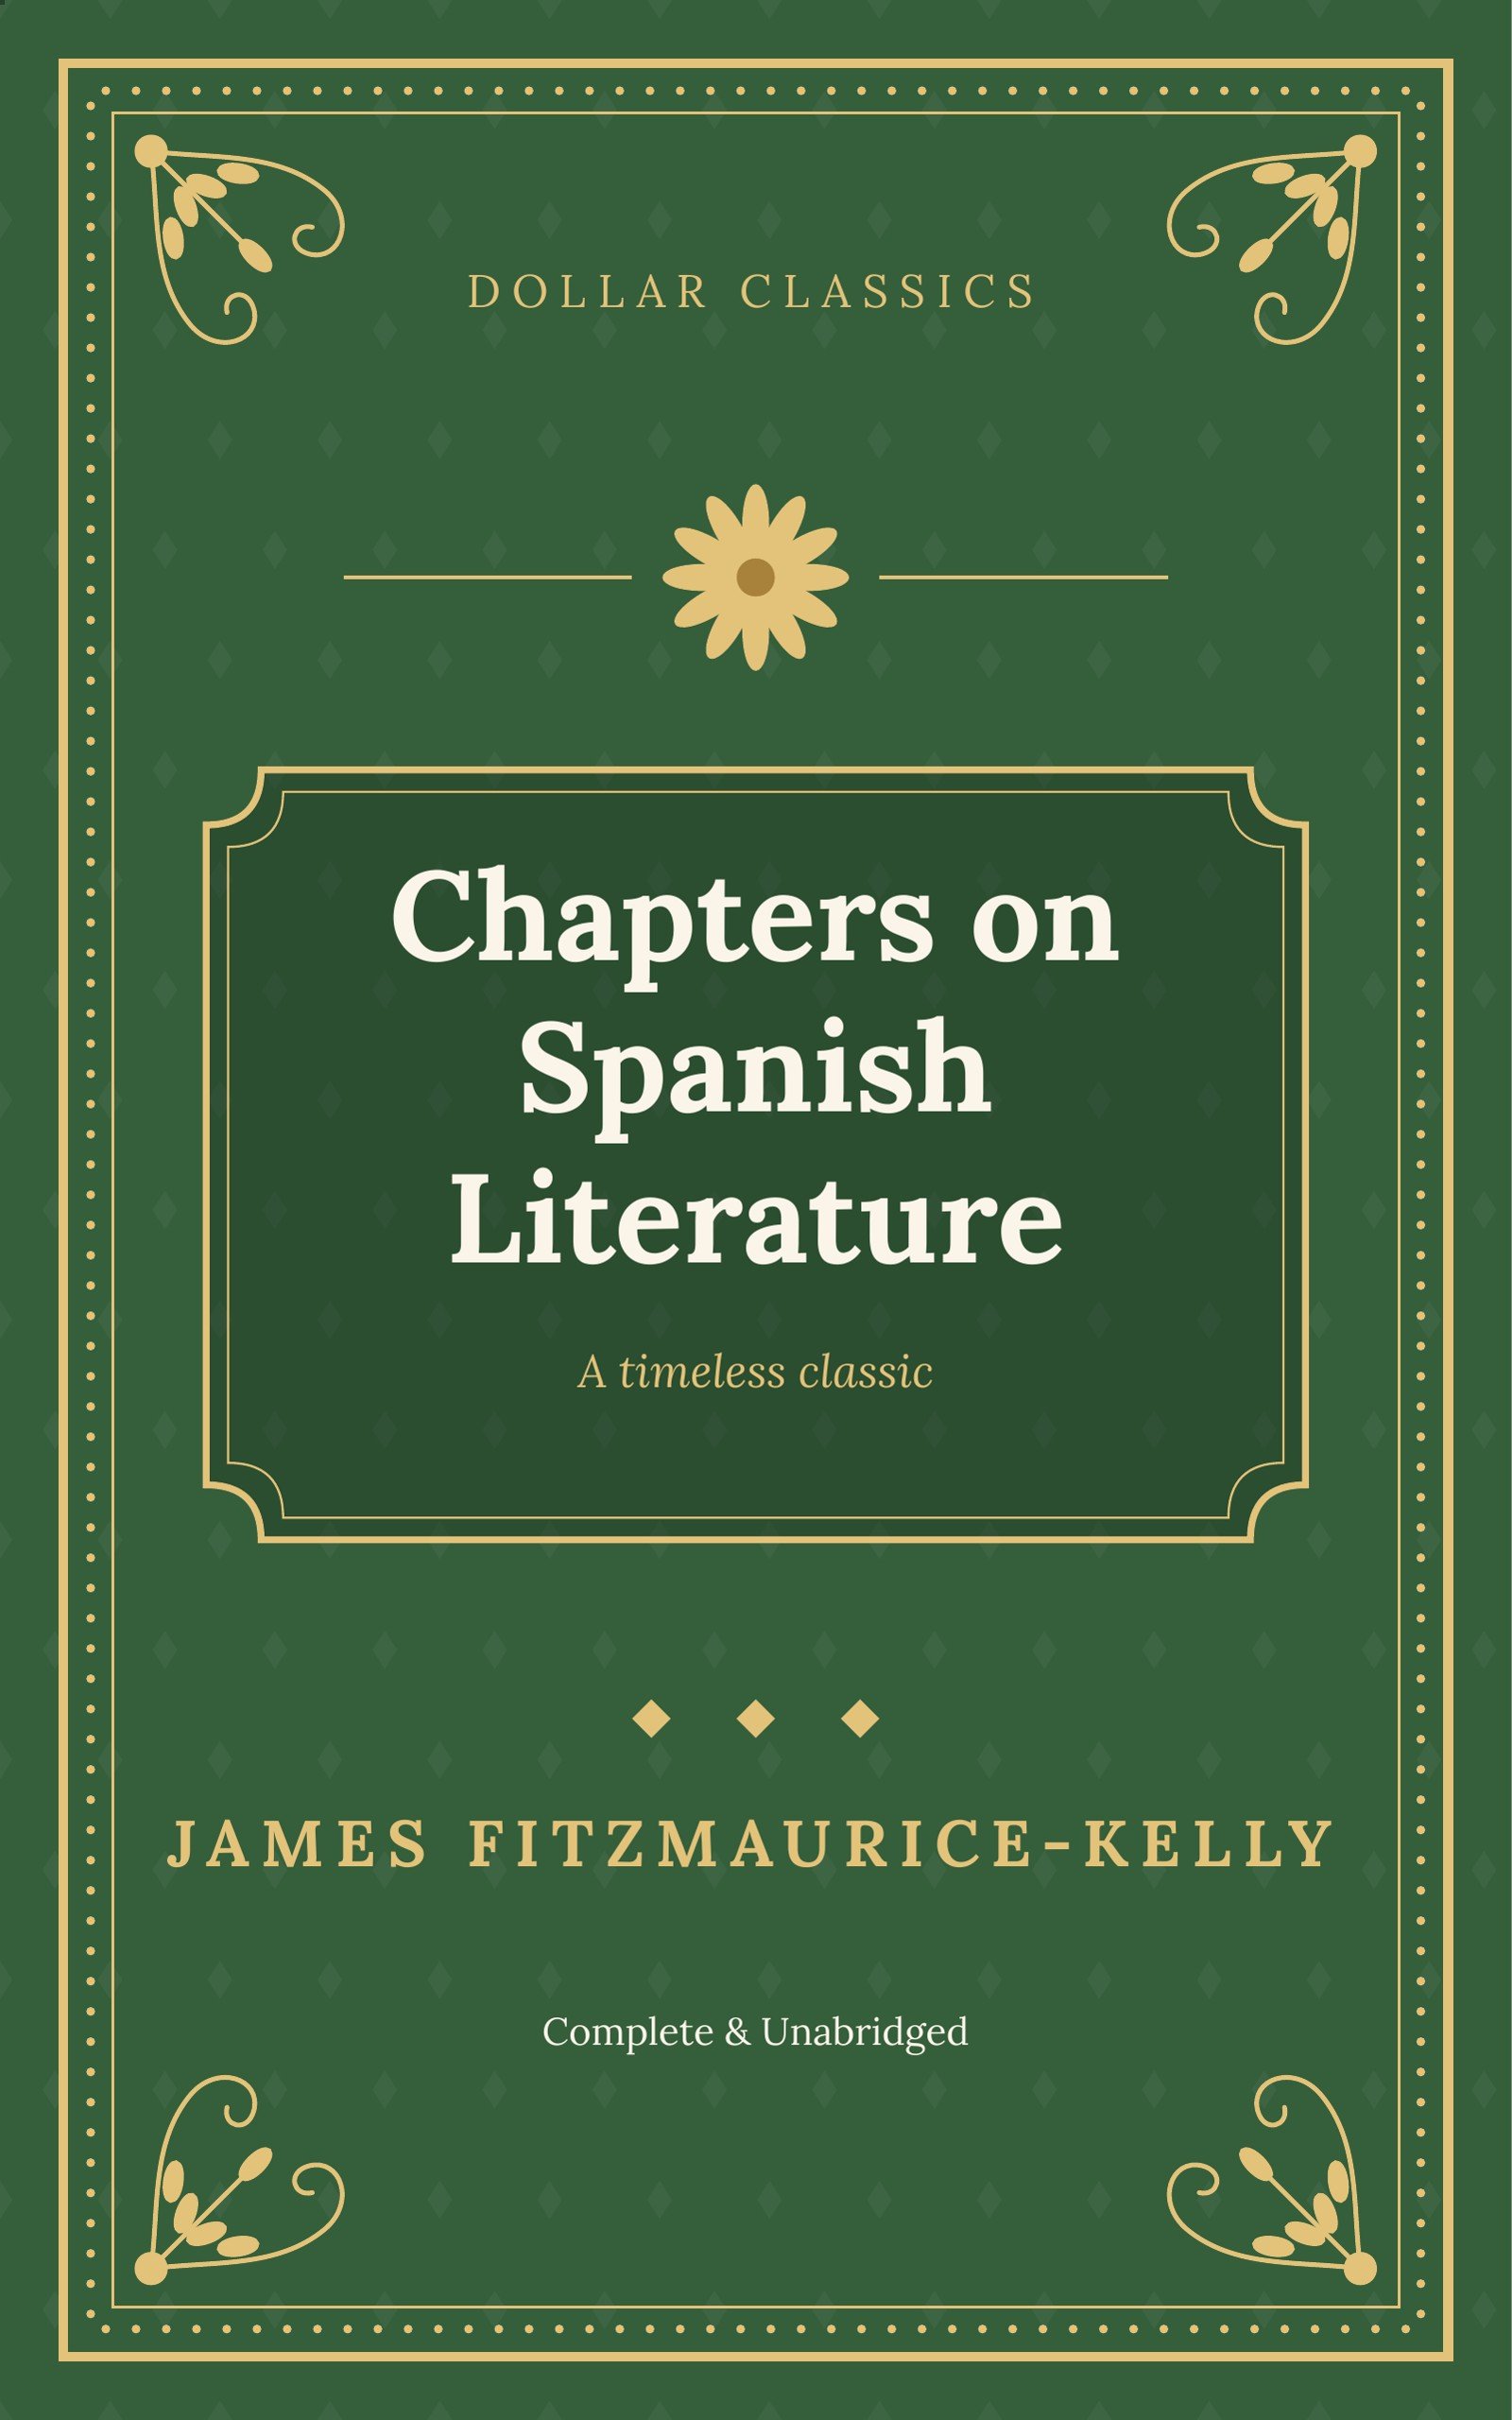 DOLLAR CLASSICS
Chapters on
Spanish
Literature
A timeless classic
JAMES FITZMAURICE-KELLY
Complete & Unabridged